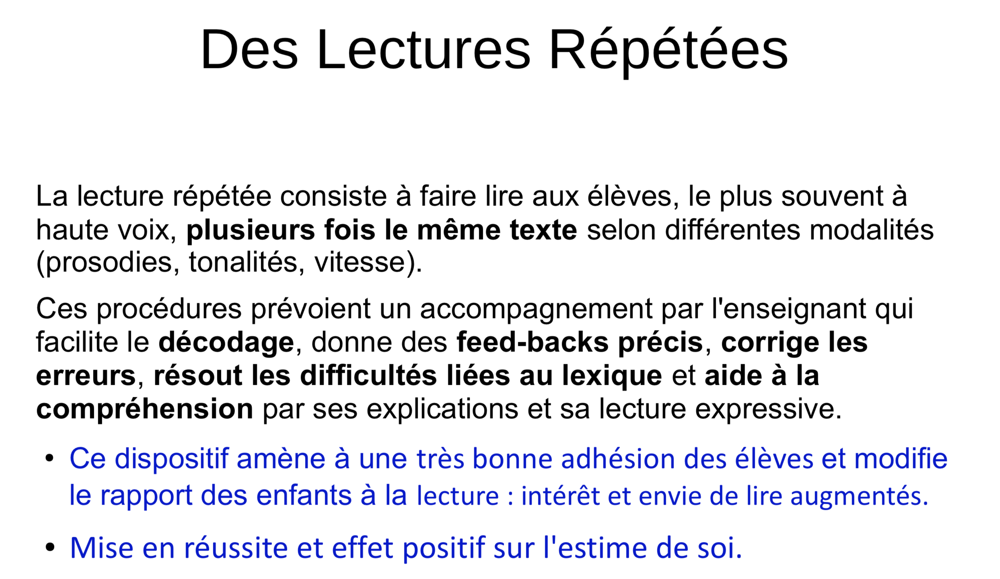 Des Lectures Répétées
La lecture répétée consiste à faire lire aux élèves, le plus souvent à
haute voix, plusieurs fois le même texte selon différentes modalités
(prosodies, tonalités, vitesse).
Ces procédures prévoient un accompagnement par l'enseignant qui
facilite le décodage, donne des feed-backs précis, corrige les
erreurs, résout les difficultés liées au lexique et aide à la
compréhension par ses explications et sa lecture expressive.
• Ce dispositif amène à une très bonne adhésion des élèves et modifie
le rapport des enfants à la lecture : intérêt et envie de lire augmentés.
• Mise en réussite et effet positif sur l'estime de soi.